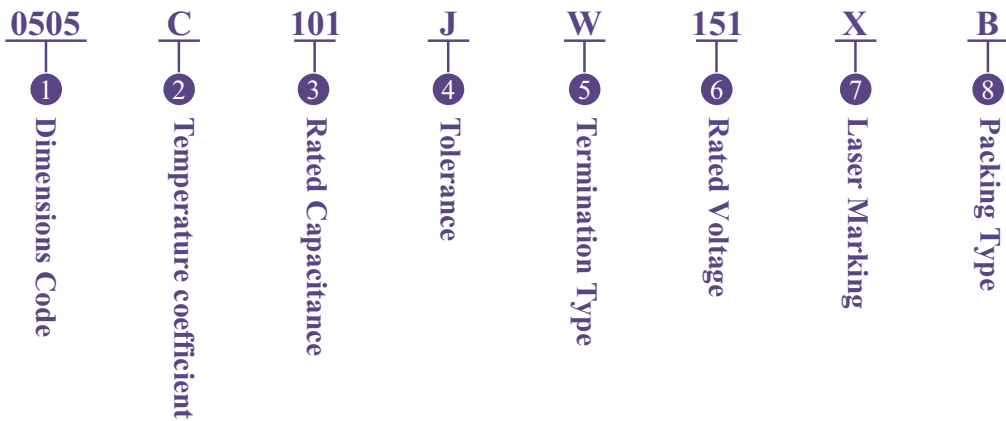 0505 C 101 J W 151 X B
1 2 3 4 5 6 7 8
Dimensions Code
Temperature coefficient
Rated Capacitance
Tolerance
Termination Type
Rated Voltage
Laser Marking
Packing Type